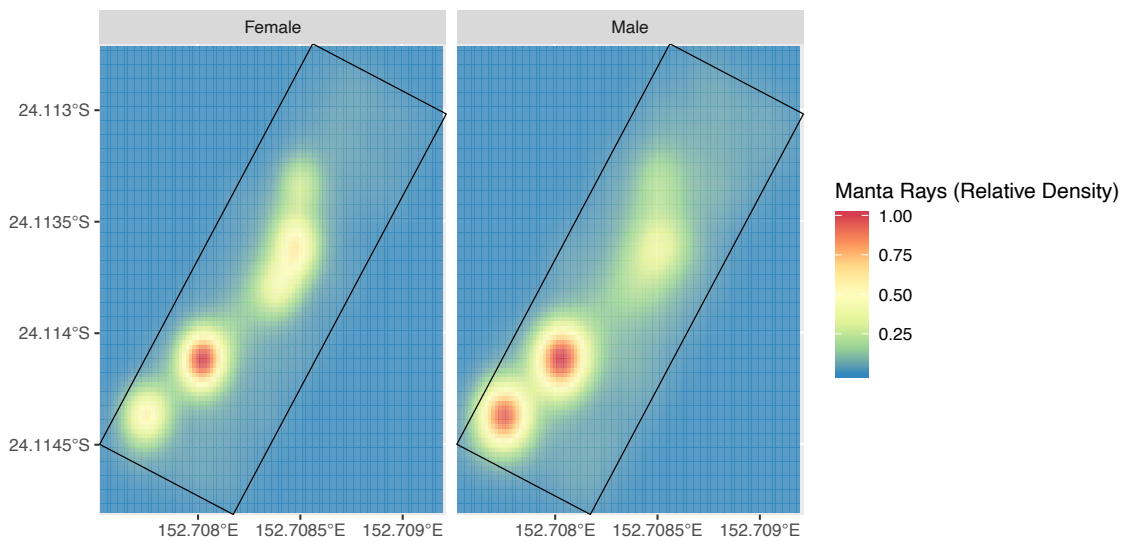 Female
Male
24.113°S
24.1135°S
24.114°S
24.1145°S
152.708°E
152.7085°E
152.709°E
152.708°E
152.7085°E
152.709°E
Manta Rays (Relative Density)
1.00
0.75
0.50
0.25